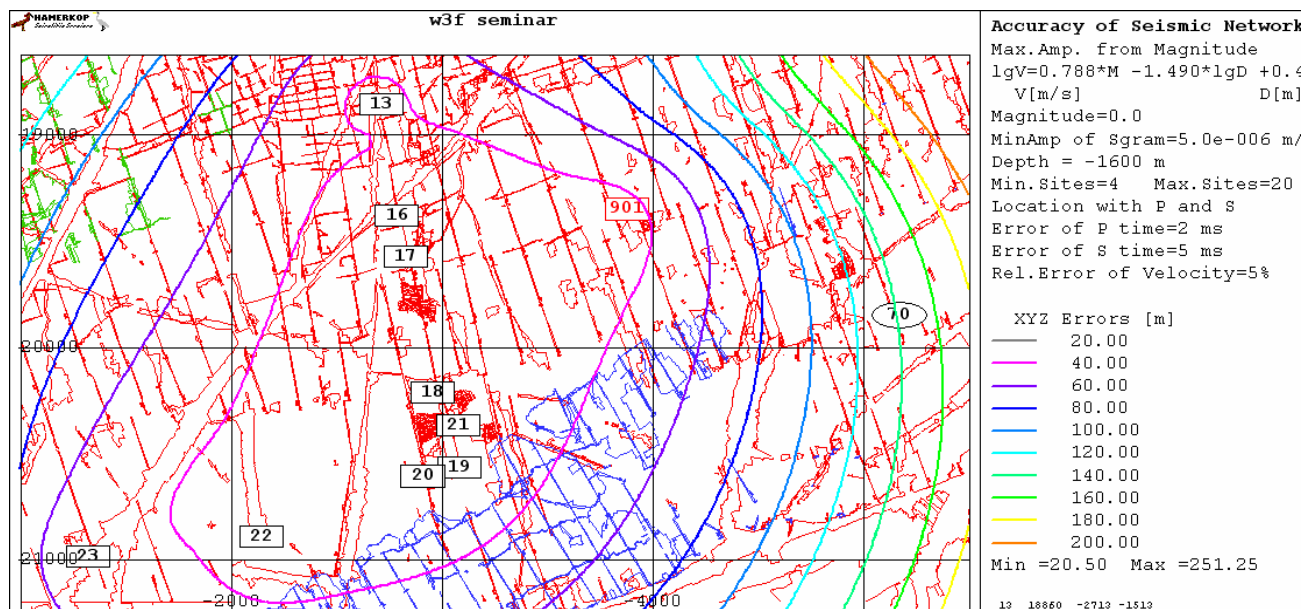 HAMERKOP
w3f seminar
13
19000
16
901
17
70
20000
18
21
19
20
22
23
21000
-2000
-4000
Accuracy of Seismic Network
Max.Amp. from Magnitude
lgV=0.788*M -1.490*lgD +0.4
V[m/s] D[m]
Magnitude=0.0
MinAmp of Sgram=5.0e-006 m/
Depth = -1600 m
Min.Sites=4 Max.Sites=20
Location with P and S
Error of P time=2 ms
Error of S time=5 ms
Rel.Error of Velocity=5%
XYZ Errors [m]
20.00
40.00
60.00
80.00
100.00
120.00
140.00
160.00
180.00
200.00
Min =20.50 Max =251.25
13 18860 -2713 -1513